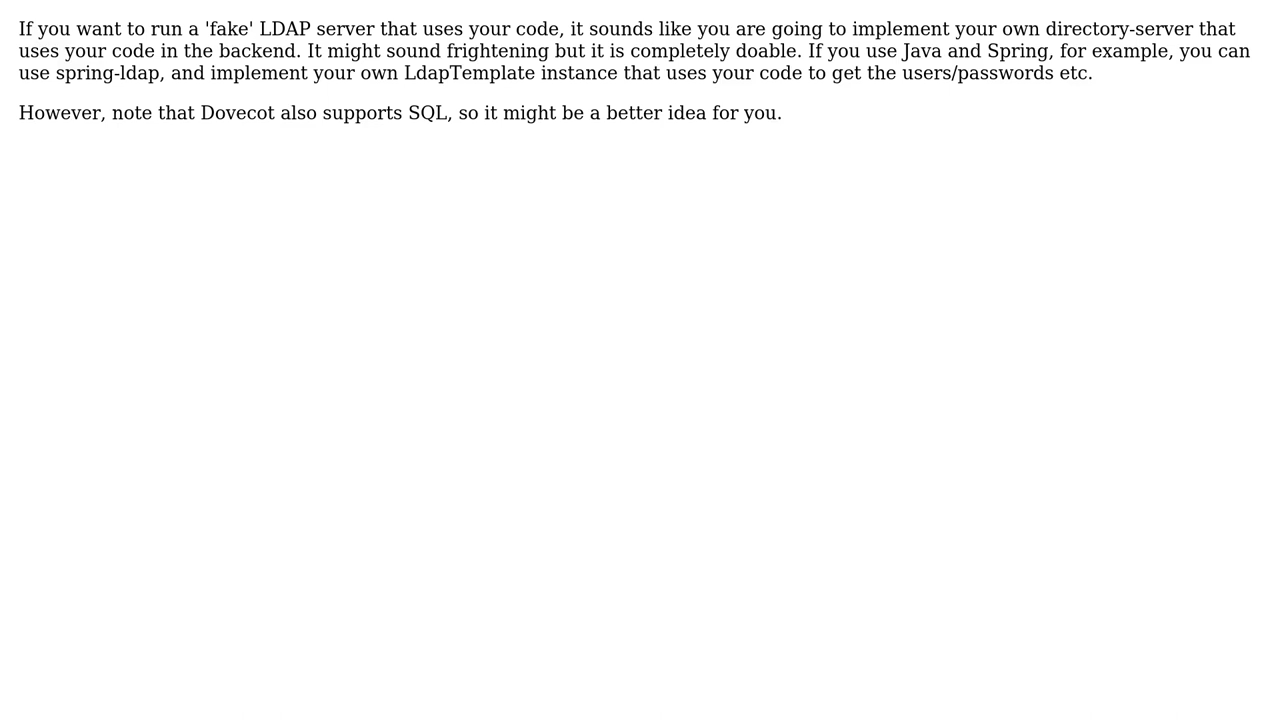 If you want to run a 'fake' LDAP server that uses your code, it sounds like you are going to implement your own directory-server that
uses your code in the backend. It might sound frightening but it is completely doable. If you use Java and Spring, for example, you can
use spring-ldap, and implement your own LdapTemplate instance that uses your code to get the users/passwords etc.
However, note that Dovecot also supports SQL, so it might be a better idea for you.